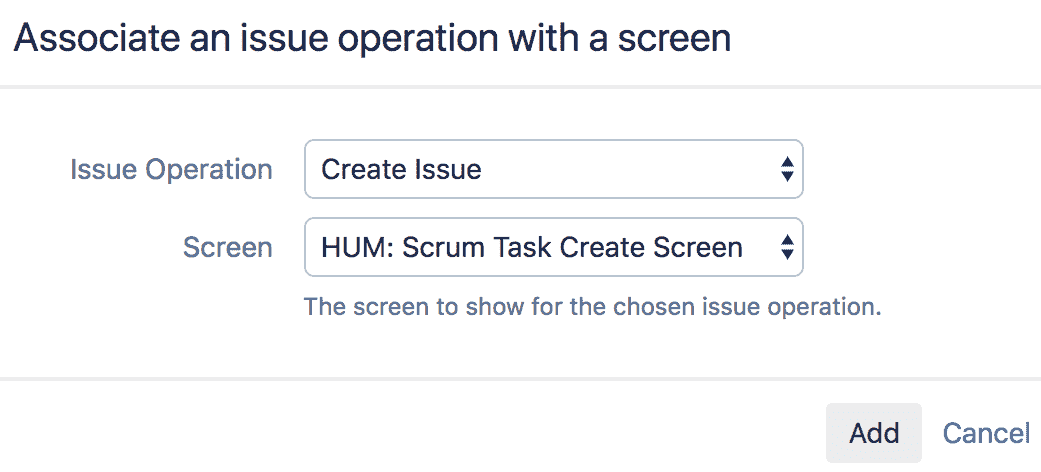 Associate an issue operation with a screen
Issue Operation Create Issue
Screen HUM: Scrum Task Create Screen
The screen to show for the chosen issue operation.
Add Cancel